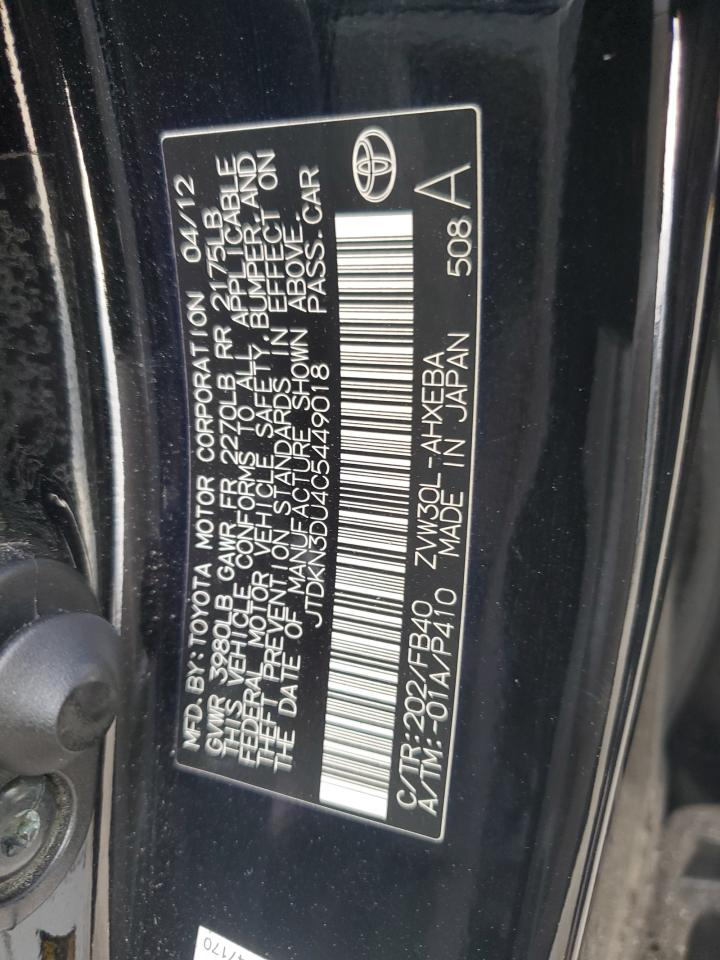 MFD.BY:TOYOTA MOTOR CORPORATION 04/12
GVWR 3980LB GAWR FR 2270LB RR 2175LB
THIS VEHICLE CONFORMS TO ALL APPLICABLE
FEDERAL MOTOR VEHICLE SAFETY,BUMPER,AND
THEFT PREVENTION STANDARDS IN EFFECT ON
THE DATE OF MANUFACTURE SHOWN ABOVE.
JTDKN3DU4C5449018 PASS.CAR
C/TR:202/FB40 ZVW30L-AHXEBA 508
A/TM:-01A/P410 MADE IN JAPAN A
47170